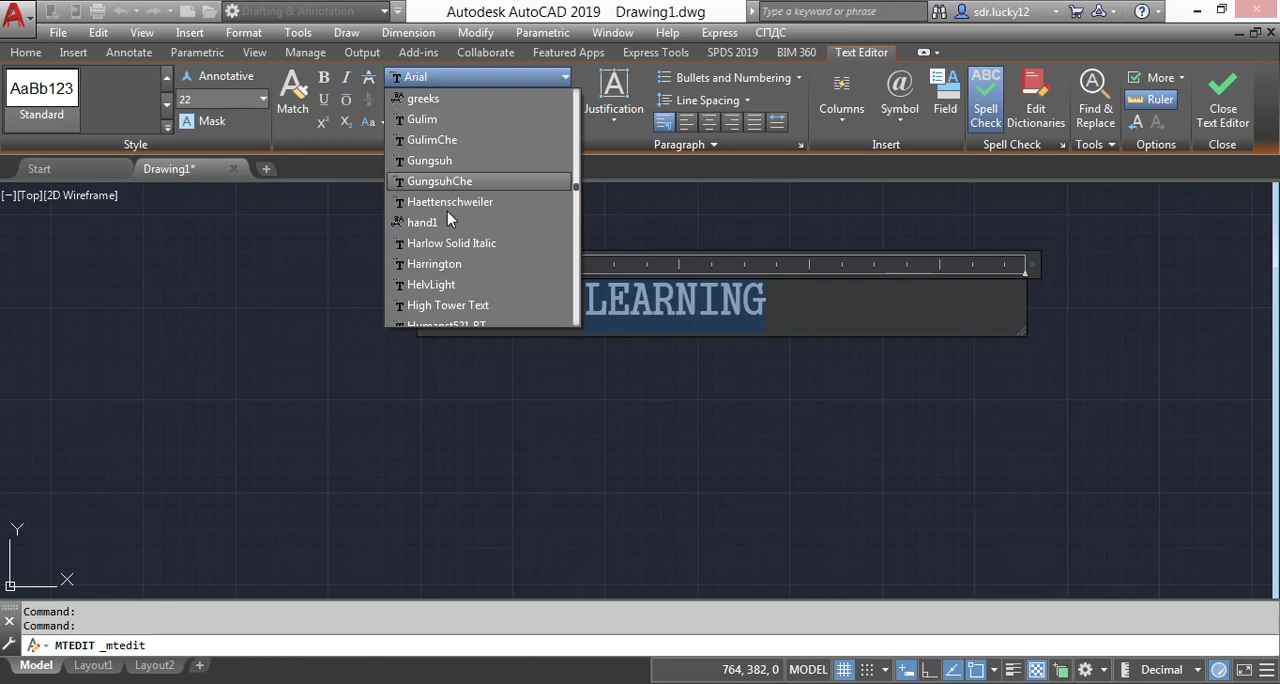 Drafting & Annotation
Autodesk AutoCAD 2019 Drawing1.dwg
Type a keyword or phrase
sdr.lucky12
File Edit View Insert Format Tools Draw Dimension Modify Parametric Window Help Express СПДС
Home Insert Annotate Parametric View Manage Output Add-ins Collaborate Featured Apps Express Tools SPDS 2019 BIM 360 Text Editor
AaBb123
Standard
Annotative
22
Mask
Style
Match
Arial
greeks
Gulim
GulimChe
Gungsuh
GungsuhChe
Haettenschweiler
hand1
Harlow Solid Italic
Harrington
HelvLight
High Tower Text
Humanst521 BT
Justification
Bullets and Numbering
Line Spacing
Paragraph
Columns
Symbol
Field
Insert
ABC
Spell
Check
Edit
Dictionaries
Spell Check
Find &
Replace
Tools
More
Ruler
Options
Close
Text Editor
Close
Start
Drawing1*
[−][Top][2D Wireframe]
LEARNING
Y
X
Command:
Command:
MTEDIT _mtedit
Model Layout1 Layout2
764, 382, 0 MODEL
Decimal